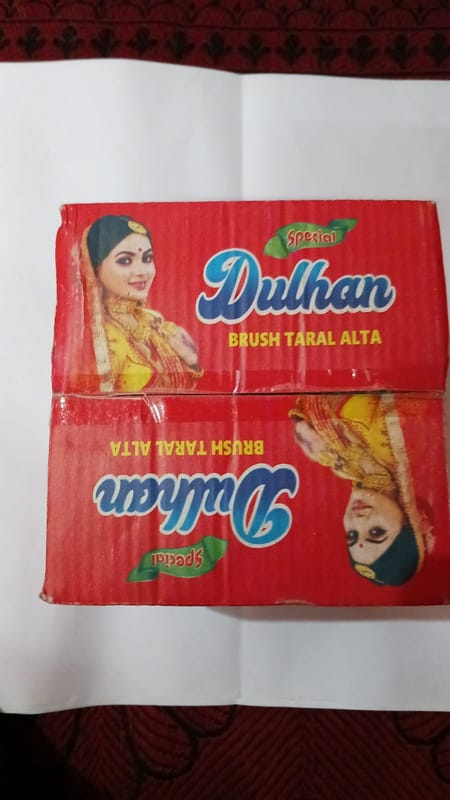 Special
Dulhan
BRUSH TARAL ALTA
BRUSH TARAL ALTA
Dulhan
Special